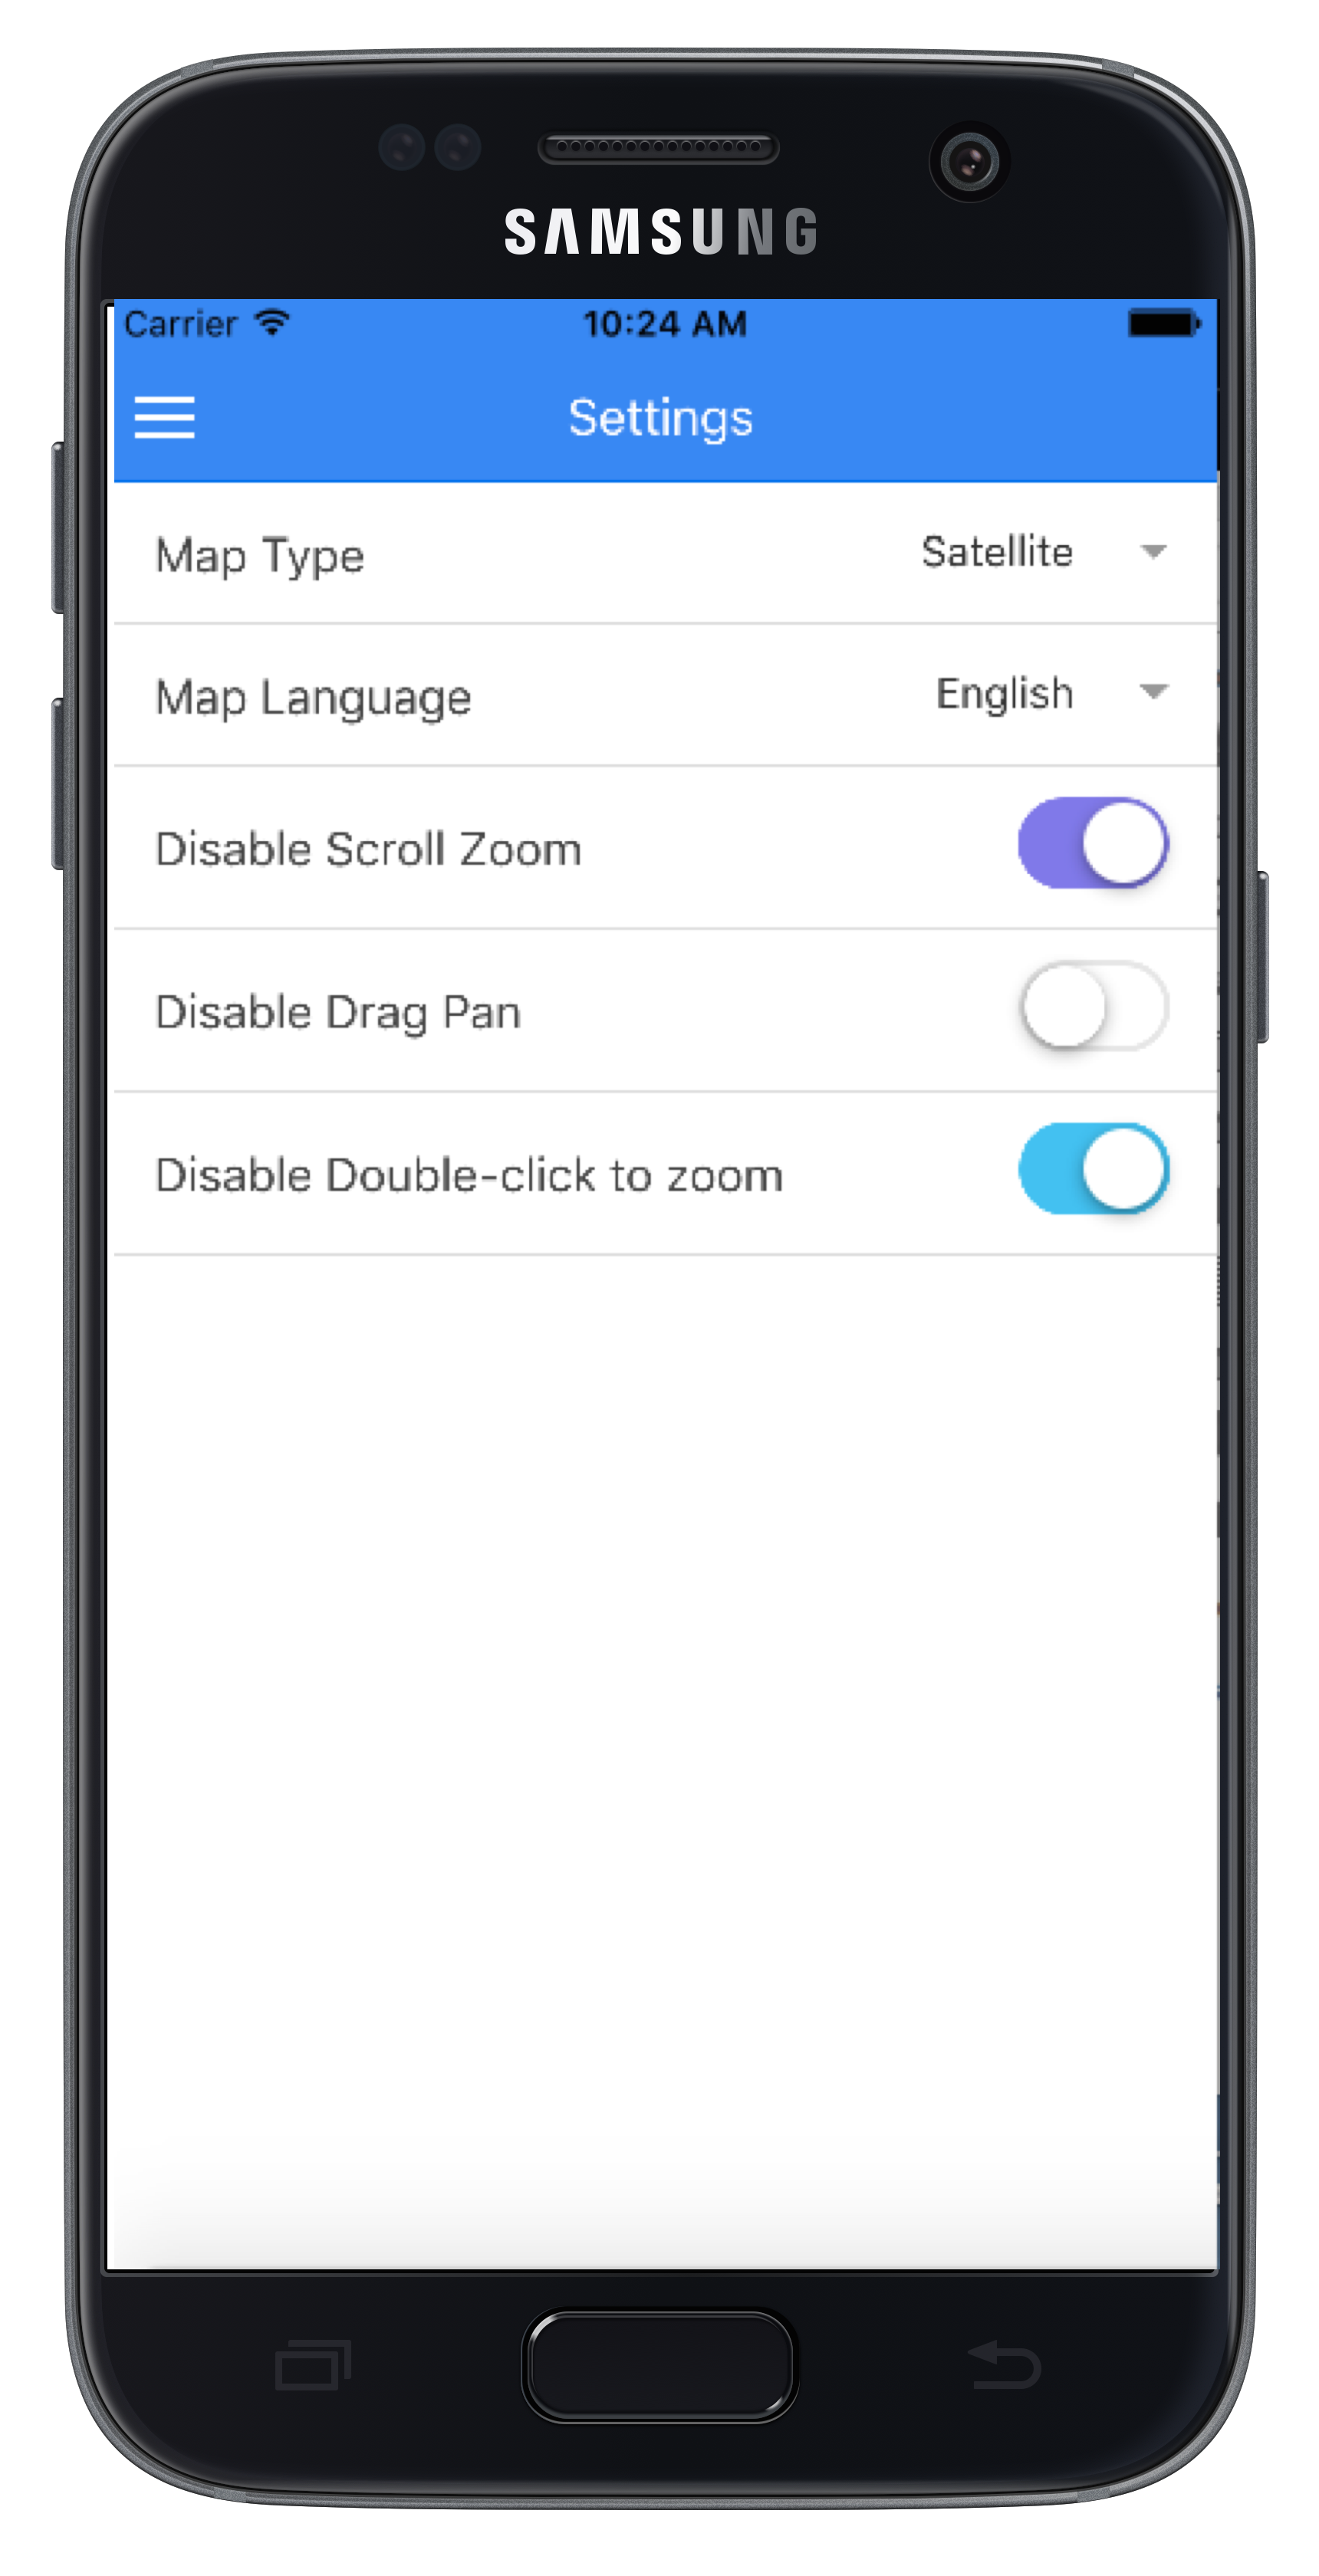 SAMSUNG
Carrier 10:24 AM
Settings
Map Type Satellite
Map Language English
Disable Scroll Zoom
Disable Drag Pan
Disable Double-click to zoom